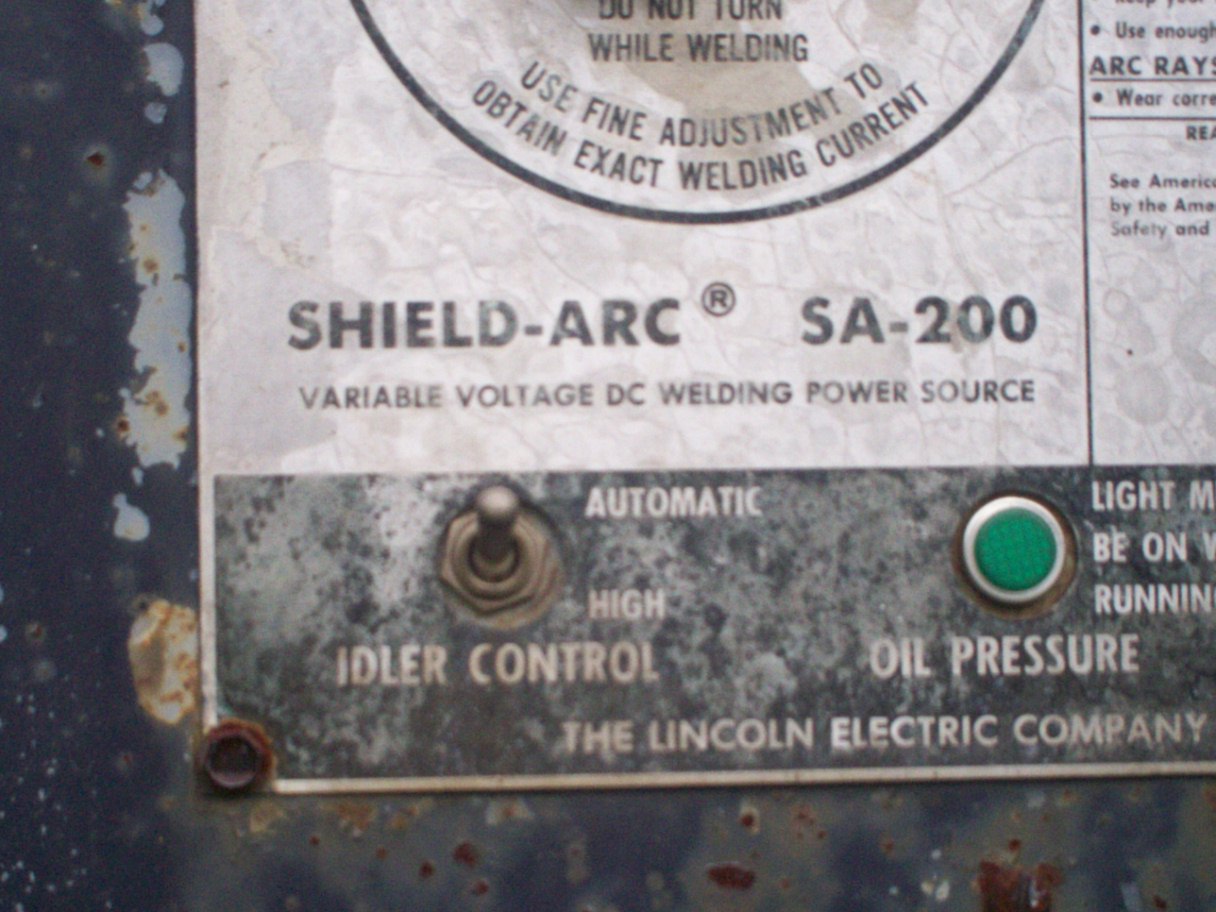 DO NOT TURN
WHILE WELDING
USE FINE ADJUSTMENT TO
OBTAIN EXACT WELDING CURRENT
• Use enough
ARC RAYS
• Wear corre
REA
See America
by the Ame
Safety and
SHIELD-ARC ® SA-200
VARIABLE VOLTAGE DC WELDING POWER SOURCE
AUTOMATIC
HIGH
IDLER CONTROL
LIGHT M
BE ON W
RUNNING
OIL PRESSURE
THE LINCOLN ELECTRIC COMPANY